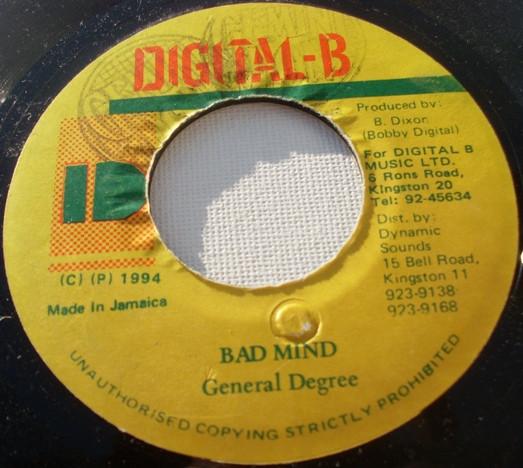 DIGITAL-B
Produced by:
B. Dixon
(Bobby Digital)
For DIGITAL B
MUSIC LTD.
6 Rons Road,
Kingston 20
Tel: 92-45634
Dist. by:
Dynamic
Sounds
15 Bell Road,
Kingston 11
923-9138
923-9168
ID
(C) (P) 1994
Made In Jamaica
BAD MIND
General Degree
UNAUTHORISED COPYING STRICTLY PROHIBITED